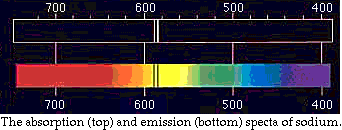 700 600 500 400
700 600 500 400
The absorption (top) and emission (bottom) specta of sodium.